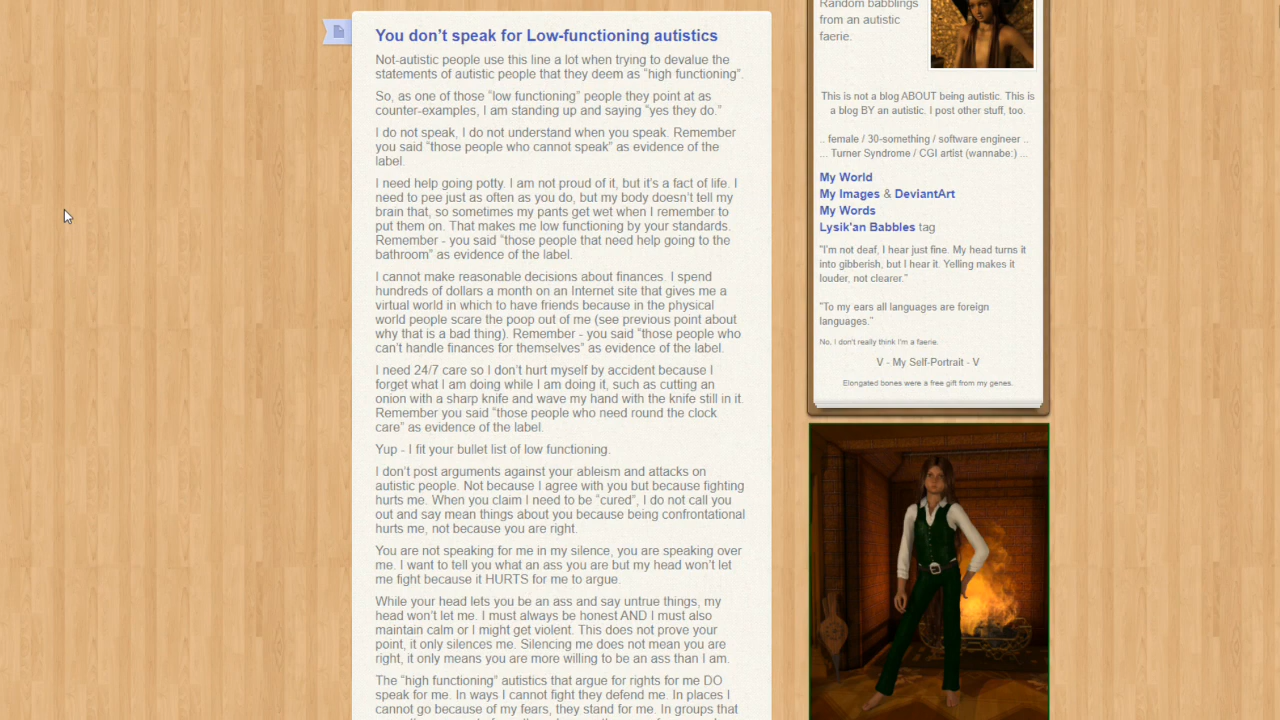 You don’t speak for Low-functioning autistics
Not-autistic people use this line a lot when trying to devalue the
statements of autistic people that they deem as “high functioning”.
So, as one of those “low functioning” people they point at as
counter-examples, I am standing up and saying “yes they do.”
I do not speak, I do not understand when you speak. Remember
you said “those people who cannot speak” as evidence of the
label.
I need help going potty. I am not proud of it, but it’s a fact of life. I
need to pee just as often as you do, but my body doesn’t tell my
brain that, so sometimes my pants get wet when I remember to
put them on. That makes me low functioning by your standards.
Remember - you said “those people that need help going to the
bathroom” as evidence of the label.
I cannot make reasonable decisions about finances. I spend
hundreds of dollars a month on an Internet site that gives me a
virtual world in which to have friends because in the physical
world people scare the poop out of me (see previous point about
why that is a bad thing). Remember - you said “those people who
can’t handle finances for themselves” as evidence of the label.
I need 24/7 care so I don’t hurt myself by accident because I
forget what I am doing while I am doing it, such as cutting an
onion with a sharp knife and wave my hand with the knife still in it.
Remember you said “those people who need round the clock
care” as evidence of the label.
Yup - I fit your bullet list of low functioning.
I don’t post arguments against your ableism and attacks on
autistic people. Not because I agree with you but because fighting
hurts me. When you claim I need to be “cured”, I do not call you
out and say mean things about you because being confrontational
hurts me, not because you are right.
You are not speaking for me in my silence, you are speaking over
me. I want to tell you what an ass you are but my head won’t let
me fight because it HURTS for me to argue.
While your head lets you be an ass and say untrue things, my
head won’t let me. I must always be honest AND I must also
maintain calm or I might get violent. This does not prove your
point, it only silences me. Silencing me does not mean you are
right, it only means you are more willing to be an ass than I am.
The “high functioning” autistics that argue for rights for me DO
speak for me. In ways I cannot fight they defend me. In places I
cannot go because of my fears, they stand for me. In groups that
Random babblings
from an autistic
faerie.
This is not a blog ABOUT being autistic. This is
a blog BY an autistic. I post other stuff, too.
.. female / 30-something / software engineer ..
... Turner Syndrome / CGI artist (wannabe:) ...
My World
My Images & DeviantArt
My Words
Lysik'an Babbles tag
"I'm not deaf, I hear just fine. My head turns it
into gibberish, but I hear it. Yelling makes it
louder, not clearer."
"To my ears all languages are foreign
languages."
No, I don't really think I'm a faerie.
V - My Self-Portrait - V
Elongated bones were a free gift from my genes.